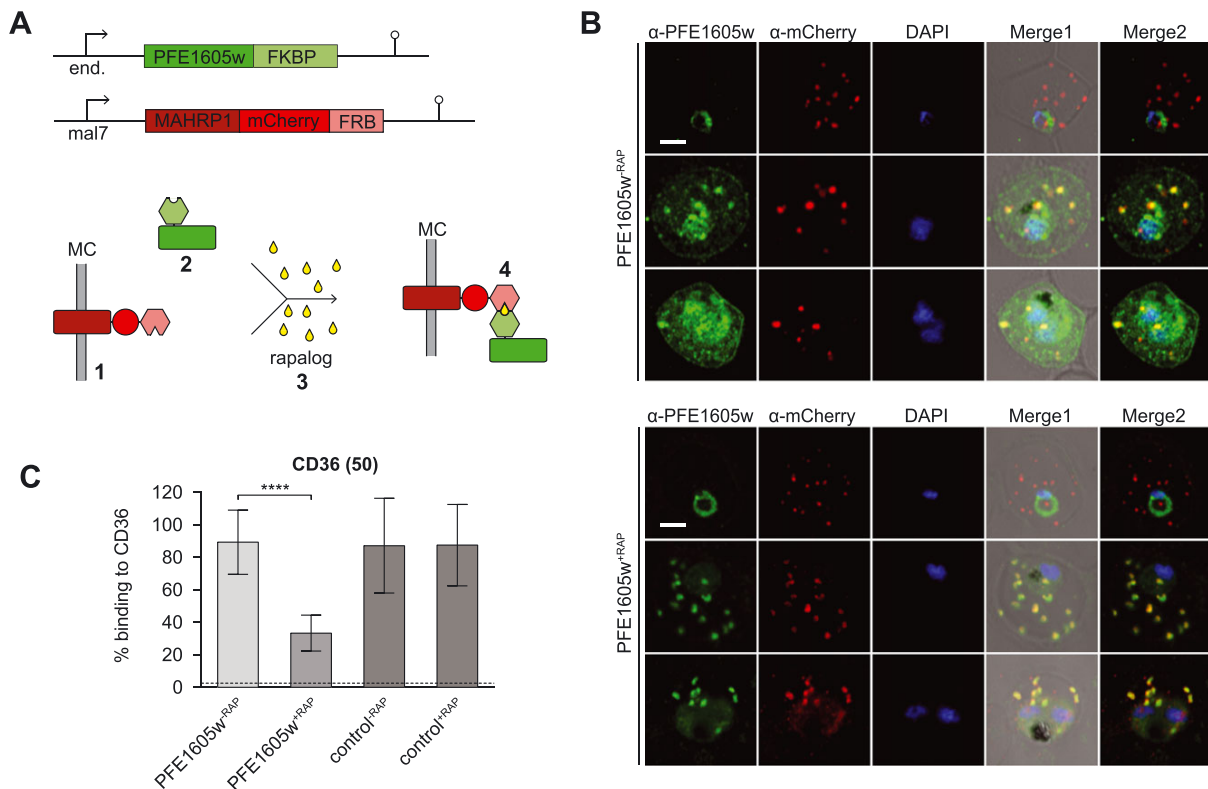 A
end.
PFE1605w FKBP
mal7
MAHRP1 mCherry FRB
MC
1
2
rapalog
3
MC
4
B
α-PFE1605w α-mCherry DAPI Merge1 Merge2
PFE1605w-RAP
α-PFE1605w α-mCherry DAPI Merge1 Merge2
PFE1605w+RAP
C
CD36 (50)
****
% binding to CD36
120
100
80
60
40
20
0
PFE1605w-RAP
PFE1605w+RAP
control-RAP
control+RAP